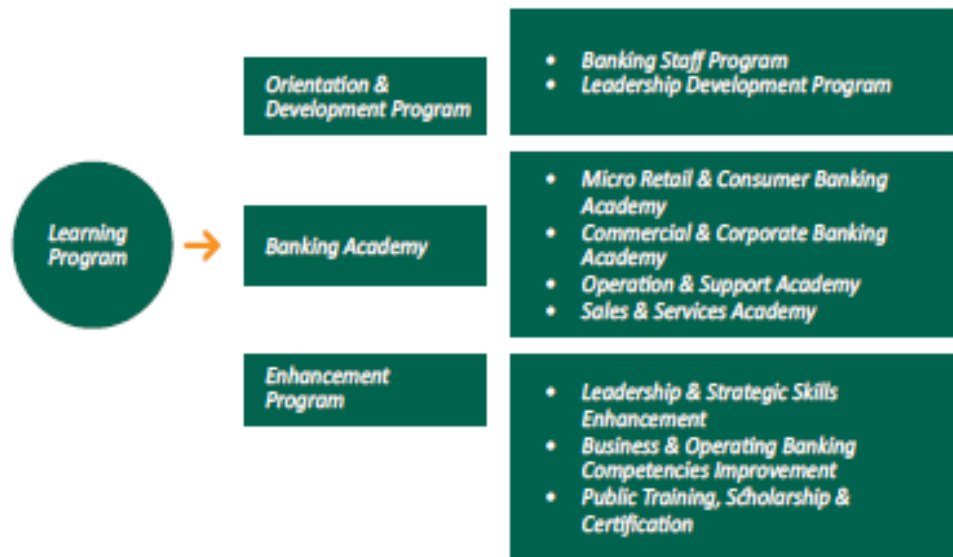 Learning
Program
Orientation &
Development Program
• Banking Staff Program
• Leadership Development Program
Banking Academy
• Micro Retail & Consumer Banking
Academy
• Commercial & Corporate Banking
Academy
• Operation & Support Academy
• Sales & Services Academy
Enhancement
Program
• Leadership & Strategic Skills
Enhancement
• Business & Operating Banking
Competencies Improvement
• Public Training, Scholarship &
Certification